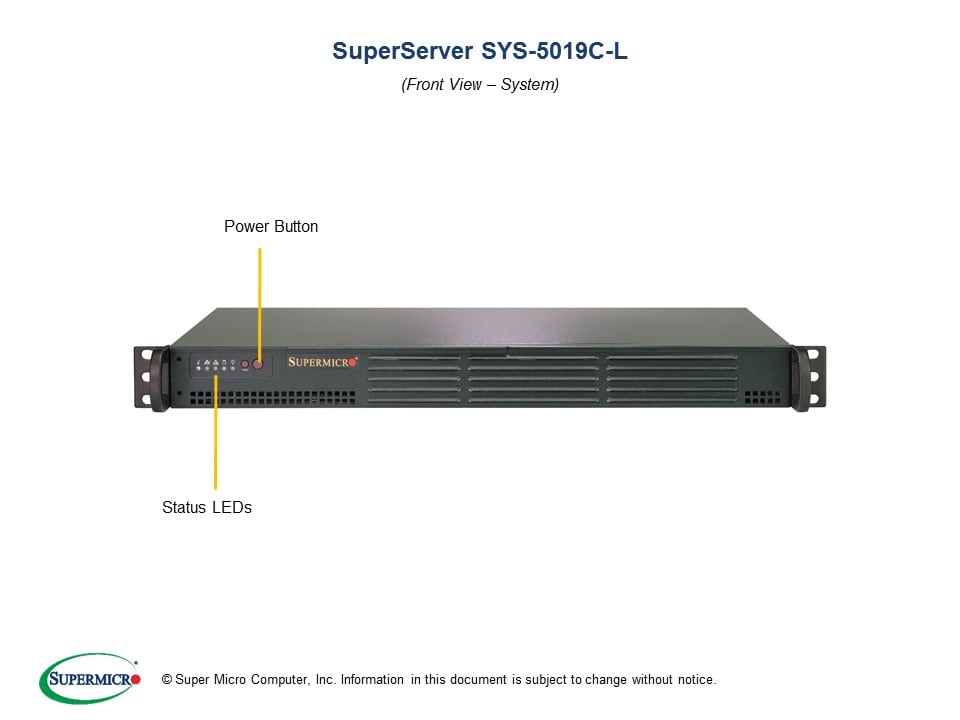 SuperServer SYS-5019C-L
(Front View – System)
Power Button
SUPERMICRO
Status LEDs
SUPERMICRO
© Super Micro Computer, Inc. Information in this document is subject to change without notice.